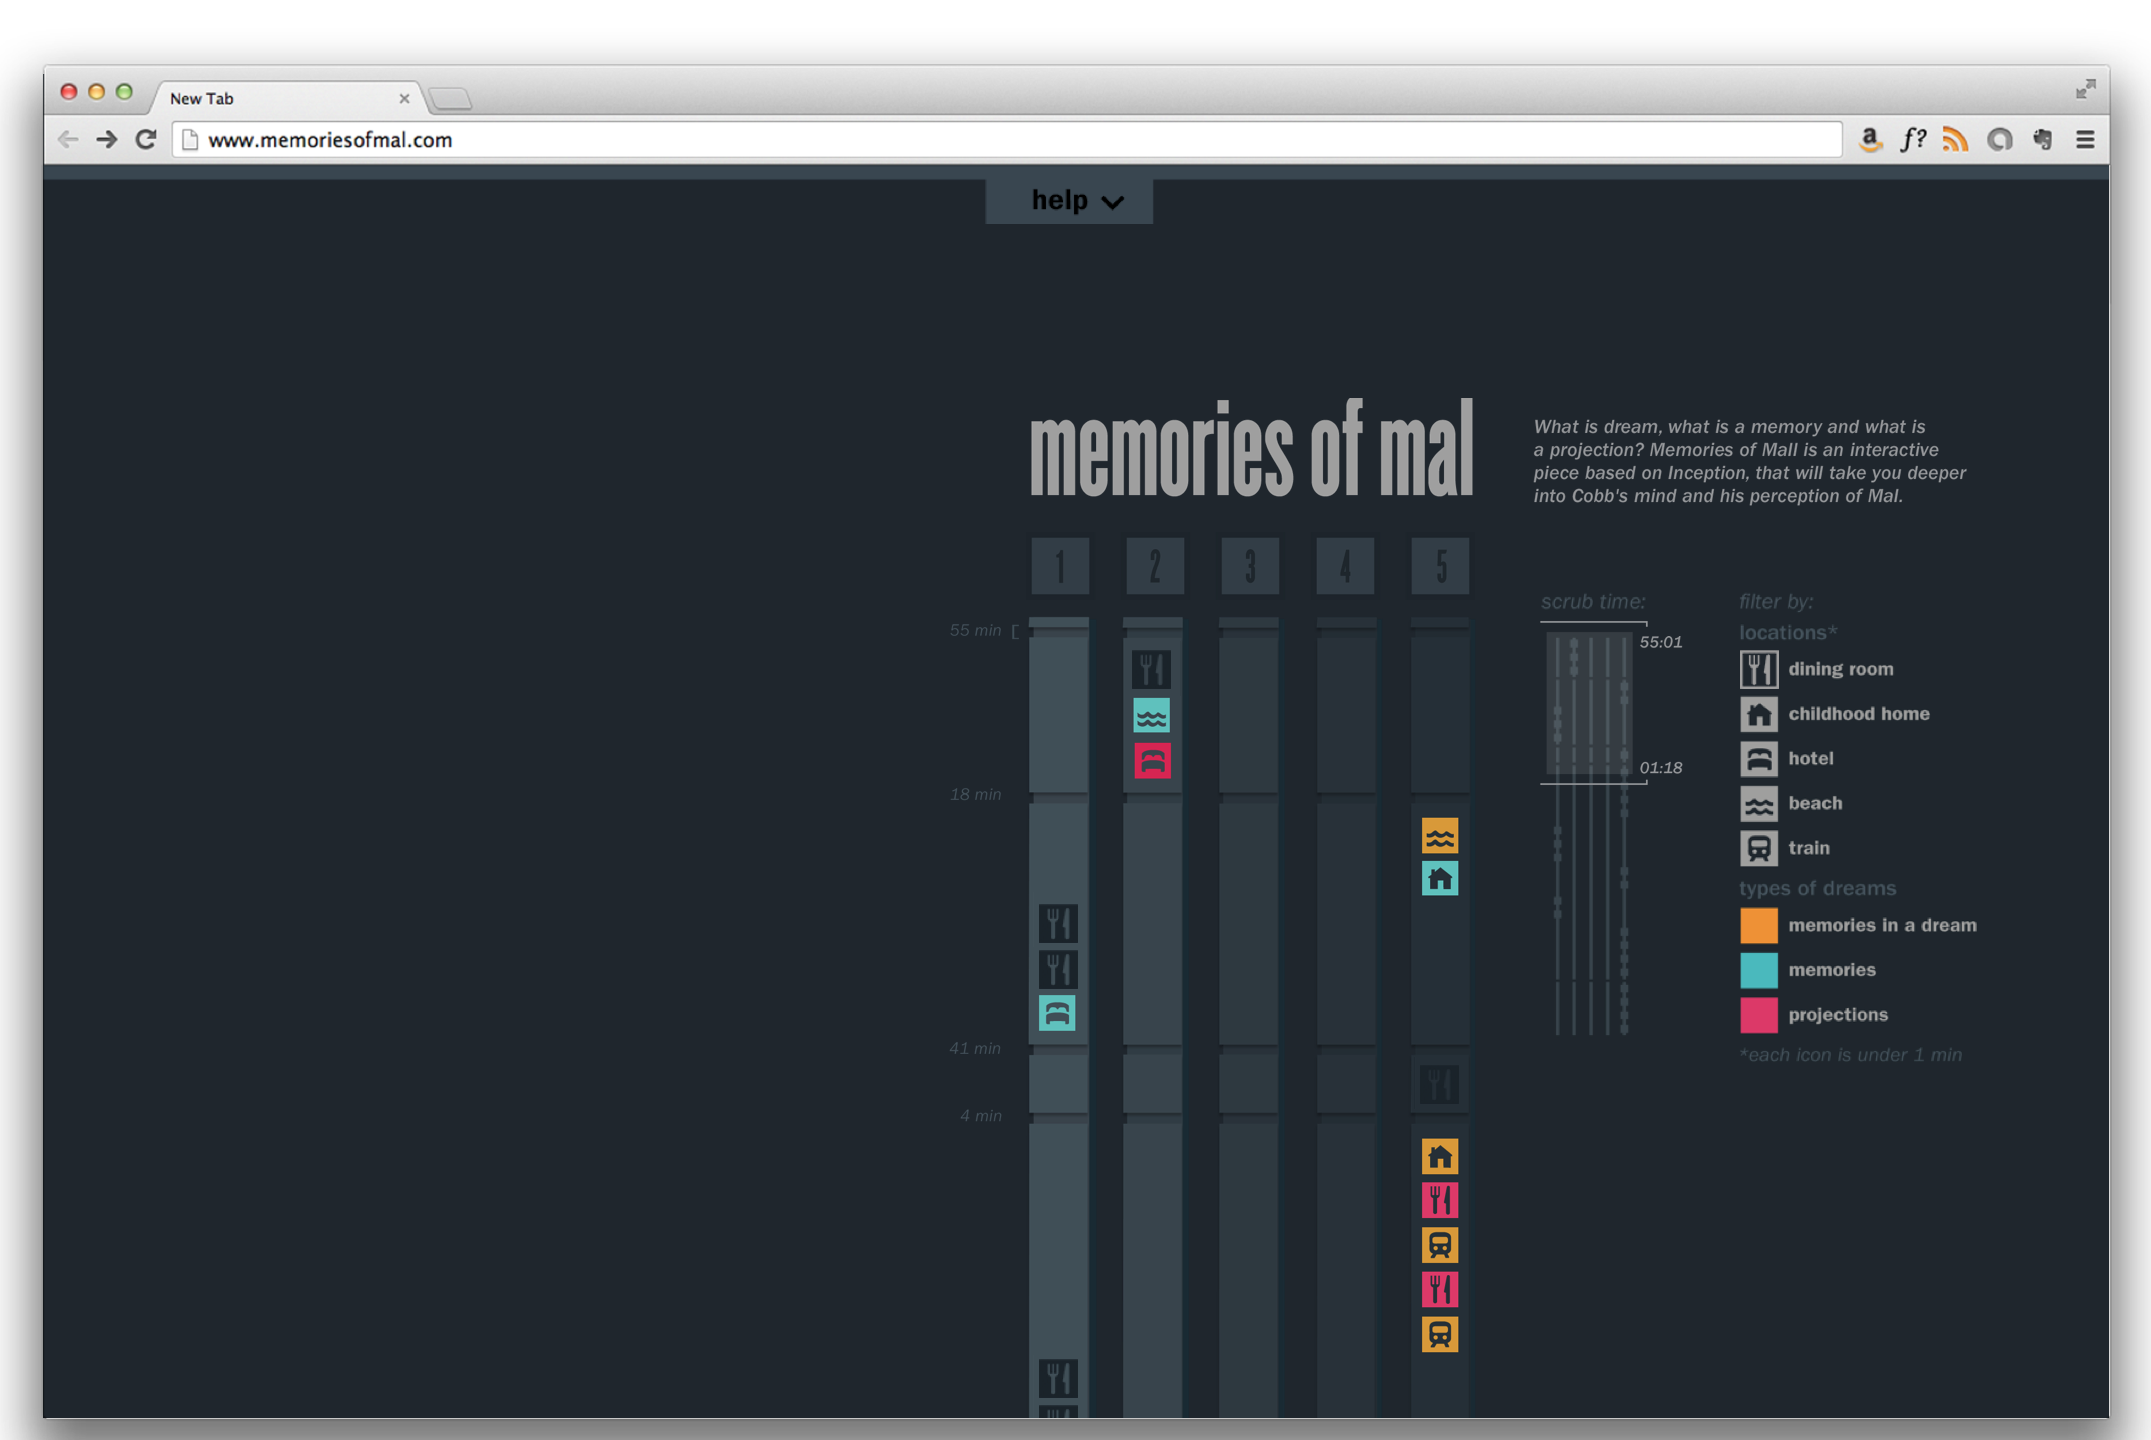 New Tab
www.memoriesofmal.com
a
f?
help
memories of mal
What is dream, what is a memory and what is
a projection? Memories of Mall is an interactive
piece based on Inception, that will take you deeper
into Cobb's mind and his perception of Mal.
1 2 3 4 5
55 min
18 min
41 min
4 min
scrub time:
55:01
01:18
filter by:
locations*
dining room
childhood home
hotel
beach
train
types of dreams
memories in a dream
memories
projections
*each icon is under 1 min